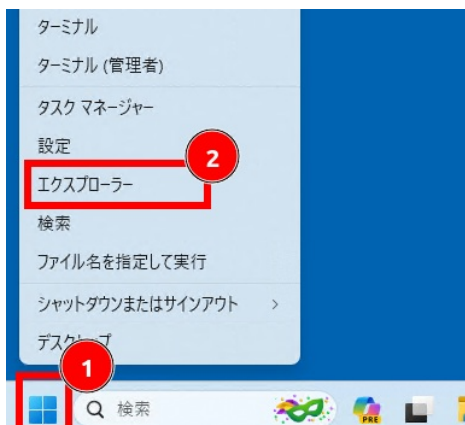 ターミナル
ターミナル (管理者)
タスク マネージャー
設定
2
エクスプローラー
検索
ファイル名を指定して実行
シャットダウンまたはサインアウト
デスクトップ
1
検索
PRE